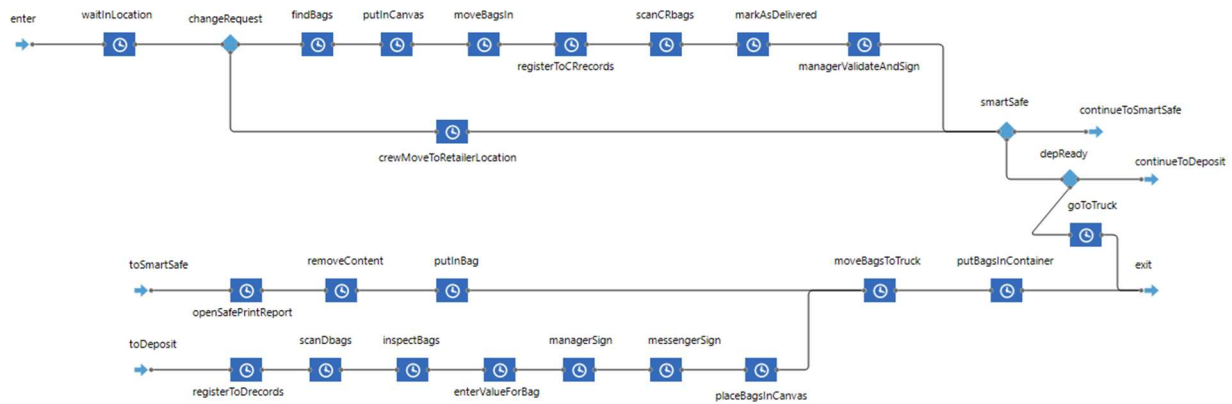 enter
waitInLocation
changeRequest
findBags
putInCanvas
moveBagsIn
registerToCRrecords
scanCRbags
markAsDelivered
managerValidateAndSign
crewMoveToRetailerLocation
smartSafe
continueToSmartSafe
depReady
continueToDeposit
goToTruck
toSmartSafe
openSafePrintReport
removeContent
putInBag
moveBagsToTruck
putBagsInContainer
exit
toDeposit
registerToDrecords
scanDbags
inspectBags
enterValueForBag
managerSign
messengerSign
placeBagsInCanvas